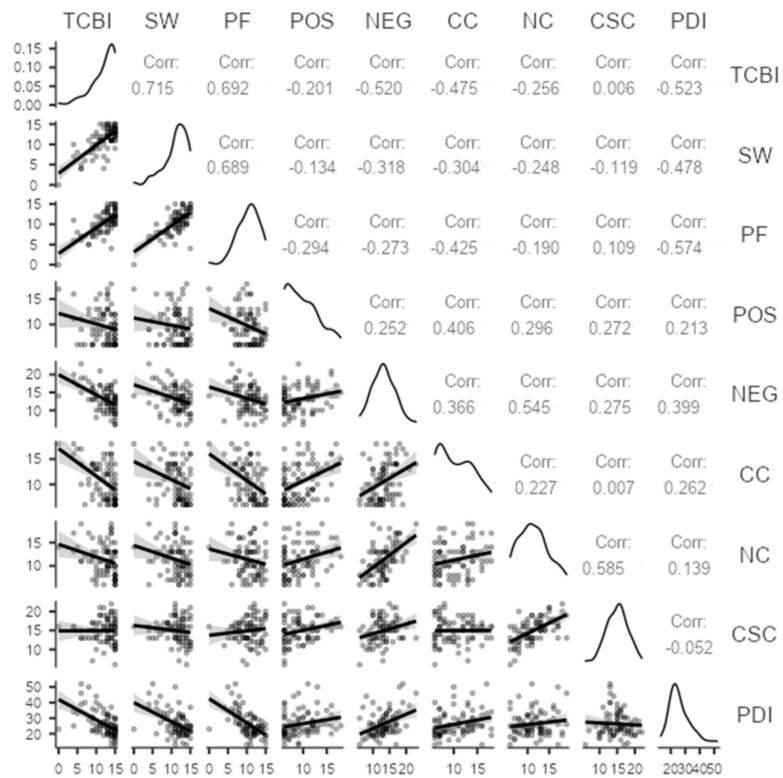 TCBI SW PF POS NEG CC NC CSC PDI
0.15
0.10
0.05
0.00
Corr: Corr: Corr: Corr: Corr: Corr: Corr: Corr:
0.715 0.692 -0.201 -0.520 -0.475 -0.256 0.006 -0.523
TCBI
15
10
5
0
Corr: Corr: Corr: Corr: Corr: Corr: Corr:
0.689 -0.134 -0.318 -0.304 -0.248 -0.119 -0.478
SW
15
10
5
0
Corr: Corr: Corr: Corr: Corr: Corr:
-0.294 -0.273 -0.425 -0.190 0.109 -0.574
PF
15
10
Corr: Corr: Corr: Corr: Corr:
0.252 0.406 0.296 0.272 0.213
POS
20
15
10
Corr: Corr: Corr: Corr:
0.366 0.545 0.275 0.399
NEG
15
10
Corr: Corr: Corr:
0.227 0.007 0.262
CC
15
10
Corr: Corr:
0.585 0.139
NC
20
15
10
Corr:
-0.052
CSC
50
40
30
20
PDI
0 5 10 15 0 5 10 15 0 5 10 15 10 15 10 15 20 10 15 10 15 10 15 20 20 30 40 50